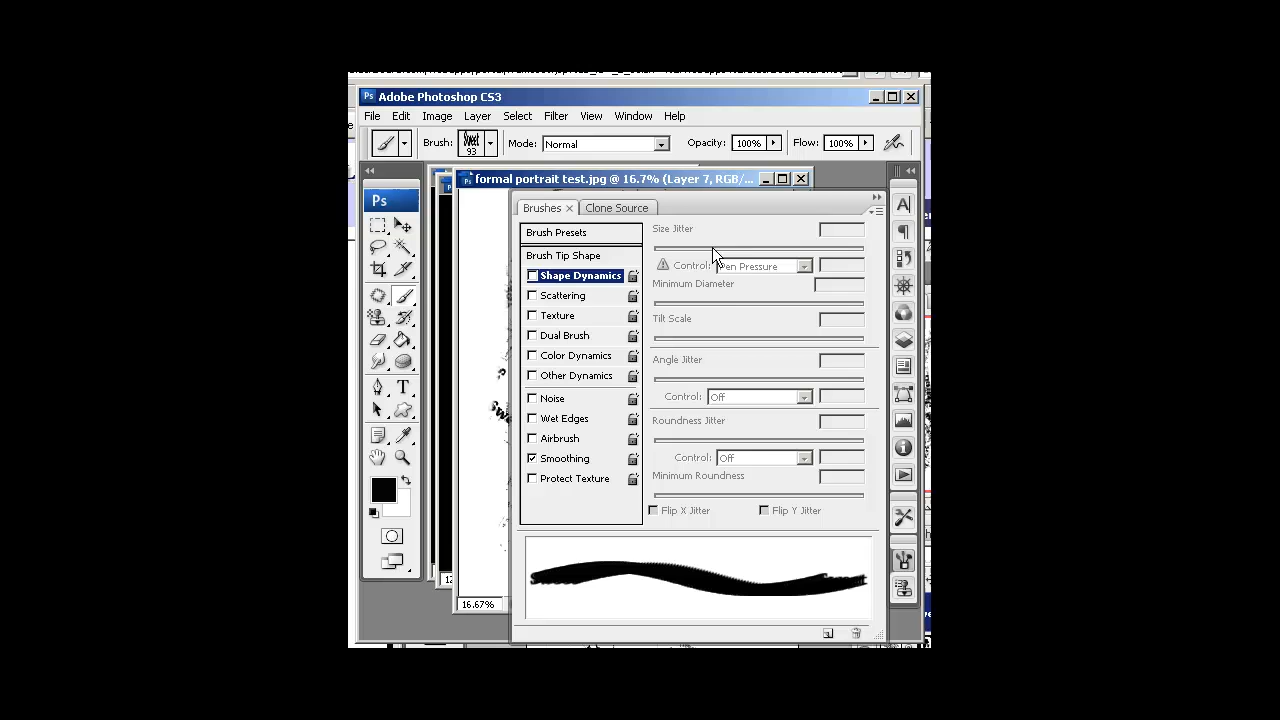 Ps Adobe Photoshop CS3
File Edit Image Layer Select Filter Analysis View Window Help
Brush: 93 Mode: Normal Opacity: 100% Flow: 100%
Ps formal portrait test.jpg @ 16.7% (Layer 7, RGB/...
Ps
Brushes Clone Source
Brush Presets
Brush Tip Shape
Shape Dynamics
Scattering
Texture
Dual Brush
Color Dynamics
Other Dynamics
Noise
Wet Edges
Airbrush
Smoothing
Protect Texture
Size Jitter
Control: Pen Pressure
Minimum Diameter
Tilt Scale
Angle Jitter
Control: Off
Roundness Jitter
Control: Off
Minimum Roundness
Flip X Jitter Flip Y Jitter
16.67%